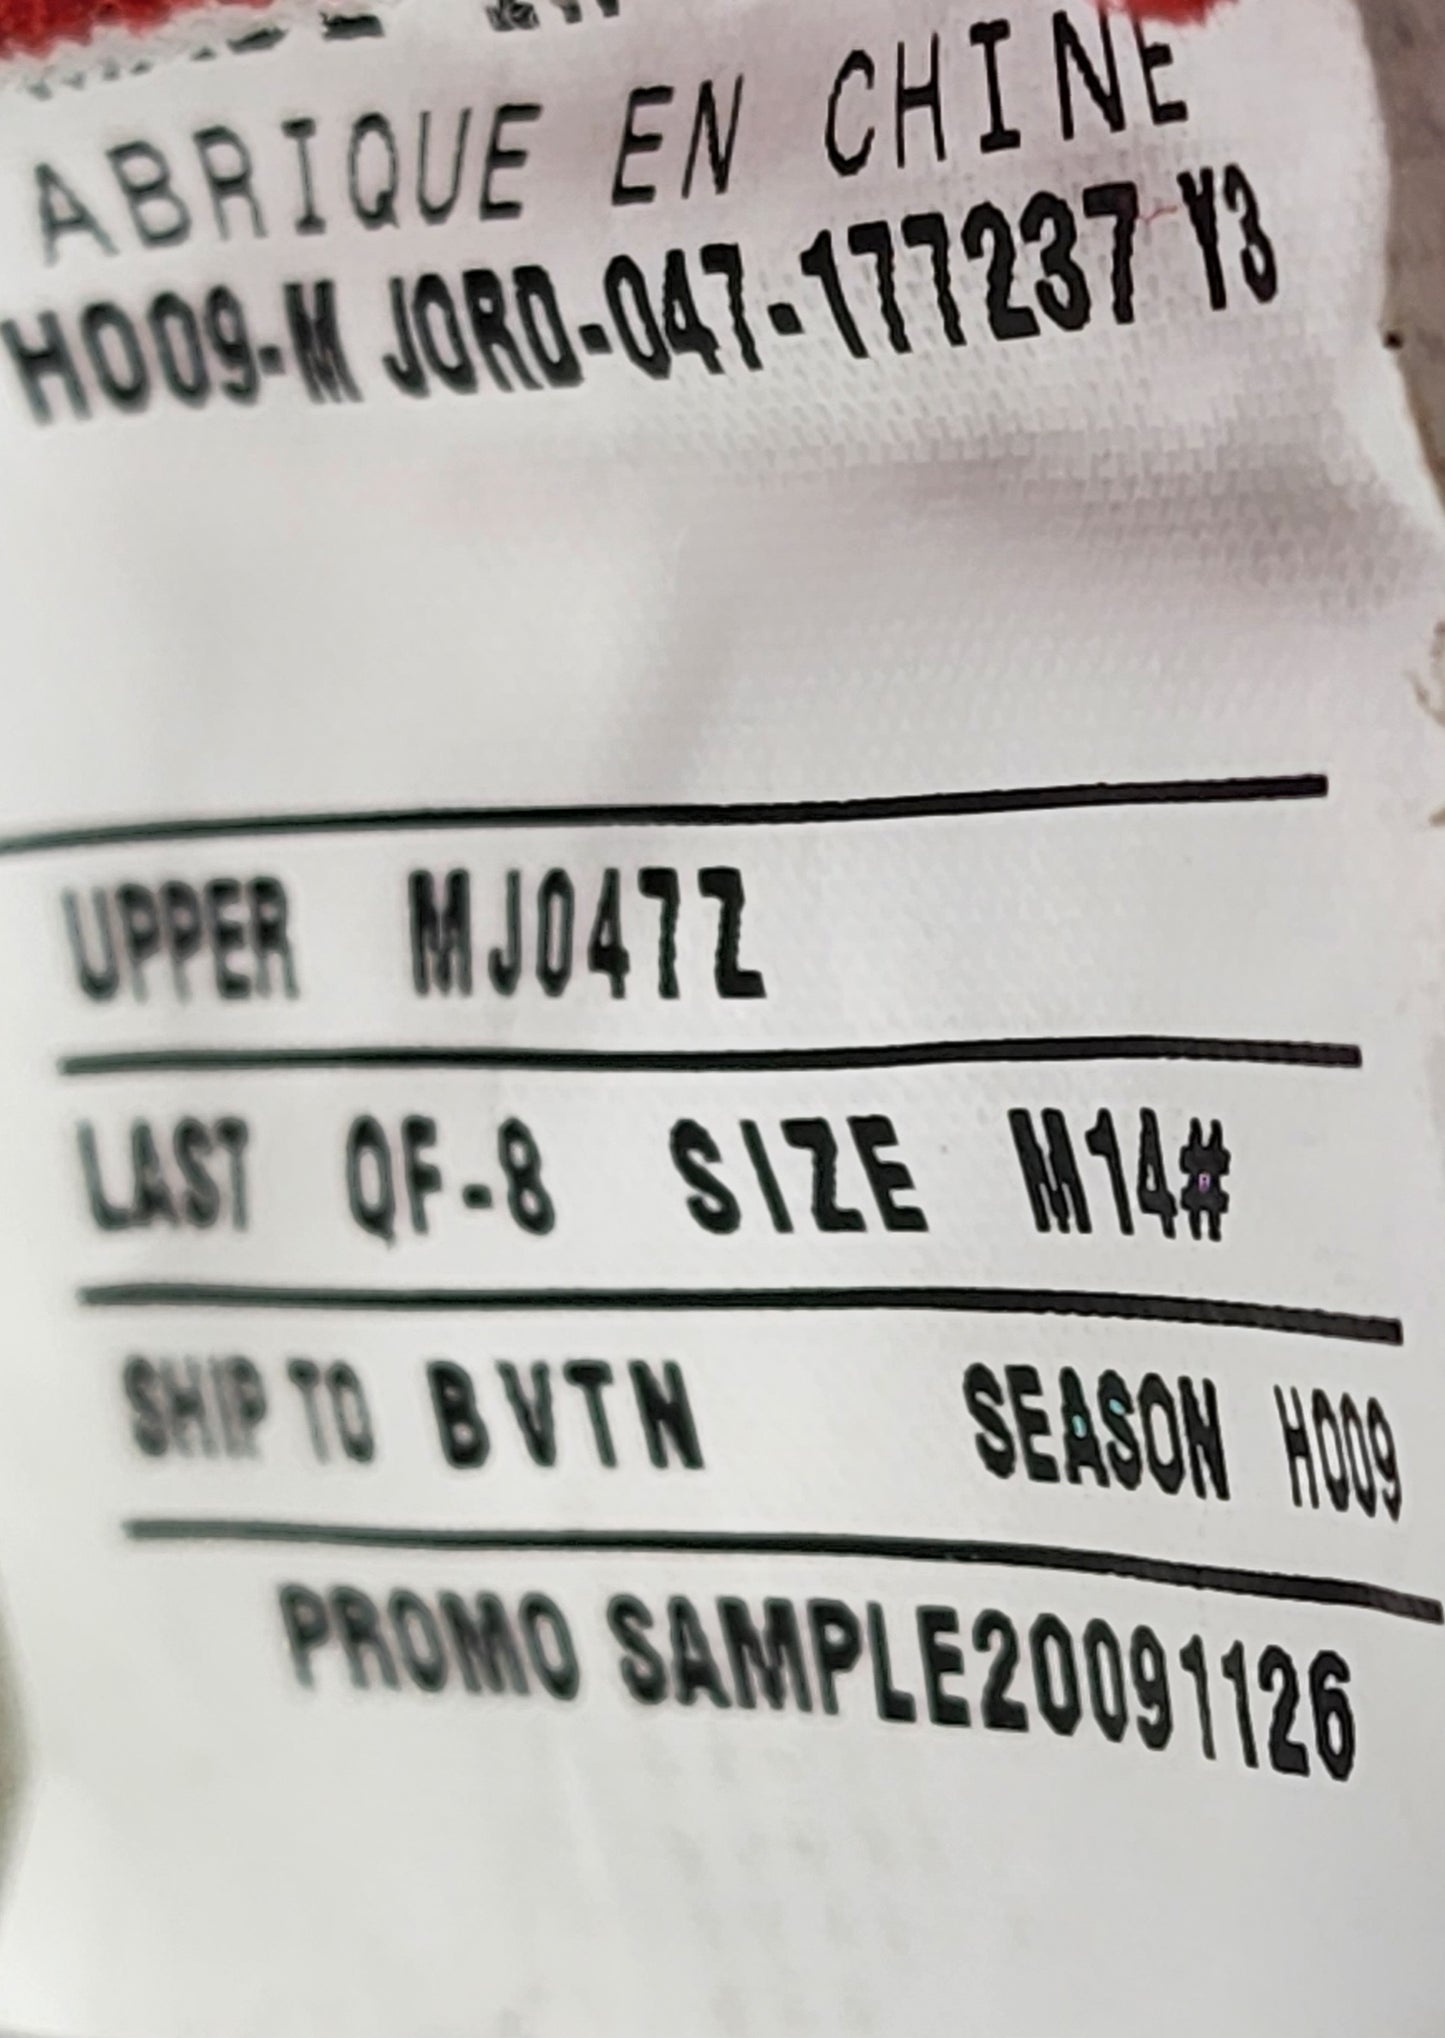 ABRIQUE EN CHINE
HO09-M JORD-047-177237 Y3
UPPER MJ047Z
LAST QF-8 SIZE M14#
SHIP TO BVTN SEASON HO09
PROMO SAMPLE20091126